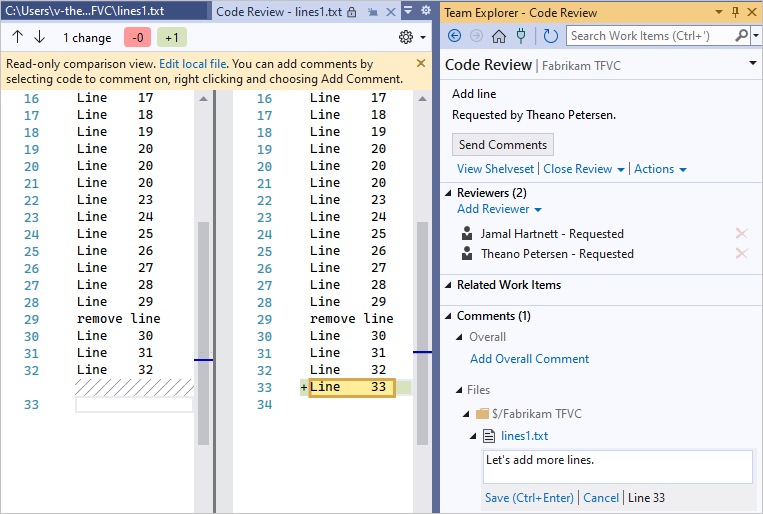 C:\Users\v-the...FVC\lines1.txt
Code Review - lines1.txt
1 change -0 +1
Read-only comparison view. Edit local file. You can add comments by
selecting code to comment on, right clicking and choosing Add Comment.
16 Line 17
17 Line 18
18 Line 19
19 Line 20
20 Line 20
21 Line 20
22 Line 23
23 Line 24
24 Line 25
25 Line 26
26 Line 27
27 Line 28
28 Line 29
29 remove line
30 Line 30
31 Line 31
32 Line 32
33
16 Line 17
17 Line 18
18 Line 19
19 Line 20
20 Line 20
21 Line 20
22 Line 23
23 Line 24
24 Line 25
25 Line 26
26 Line 27
27 Line 28
28 Line 29
29 remove line
30 Line 30
31 Line 31
32 Line 32
33 +Line 33
34
Team Explorer - Code Review
Search Work Items (Ctrl+')
Code Review | Fabrikam TFVC
Add line
Requested by Theano Petersen.
Send Comments
View Shelveset | Close Review | Actions
Reviewers (2)
Add Reviewer
Jamal Hartnett - Requested
Theano Petersen - Requested
Related Work Items
Comments (1)
Overall
Add Overall Comment
Files
$/Fabrikam TFVC
lines1.txt
Let's add more lines.
Save (Ctrl+Enter) | Cancel | Line 33